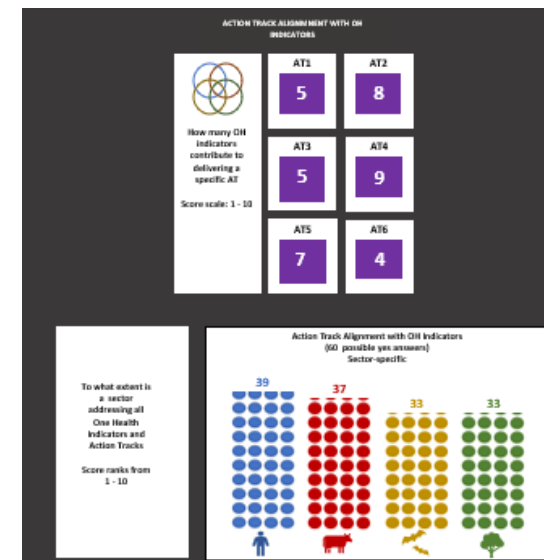 ACTION TRACK ALIGNMENT WITH OH
INDICATORS
How many OH
indicators
contribute to
delivering a
specific AT
Score scale: 1 - 10
AT1
5
AT2
8
AT3
5
AT4
9
AT5
7
AT6
4
To what extent is
a sector
addressing all
One Health
Indicators and
Action Tracks
Score ranks from
1 - 10
Action Track Alignment with OH Indicators
(60 possible yes answers)
Sector-specific
39
37
33
33